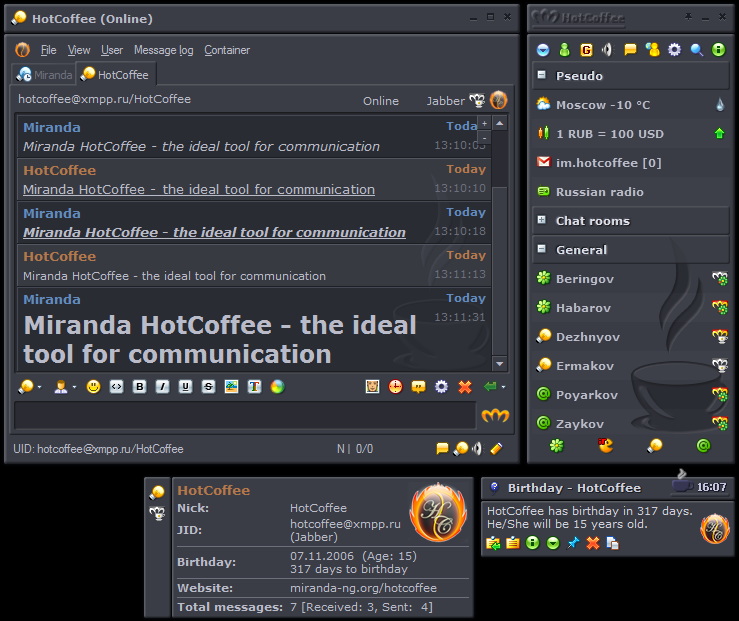 HotCoffee (Online)
File View User Message log Container
Miranda HotCoffee
hotcoffee@xmpp.ru/HotCoffee Online Jabber
Miranda Toda
Miranda HotCoffee - the ideal tool for communication 13:10:0
HotCoffee Today
Miranda HotCoffee - the ideal tool for communication 13:10:10
Miranda Today
Miranda HotCoffee - the ideal tool for communication 13:10:18
HotCoffee Today
Miranda HotCoffee - the ideal tool for communication 13:11:13
Miranda Today
Miranda HotCoffee - the ideal 13:11:31
tool for communication
B I U S T
UID: hotcoffee@xmpp.ru/HotCoffee N | 0/0
HotCoffee
G
Pseudo
Moscow -10 °C
1 RUB = 100 USD
im.hotcoffee [0]
Russian radio
Chat rooms
General
Beringov
Habarov
Dezhnyov
Ermakov
Poyarkov
Zaykov
HotCoffee
Nick: HotCoffee
JID: hotcoffee@xmpp.ru
(Jabber)
Birthday: 07.11.2006 (Age: 15)
317 days to birthday
Website: miranda-ng.org/hotcoffee
Total messages: 7 [Received: 3, Sent: 4]
HC
Birthday - HotCoffee 16:07
HotCoffee has birthday in 317 days.
He/She will be 15 years old.
HC